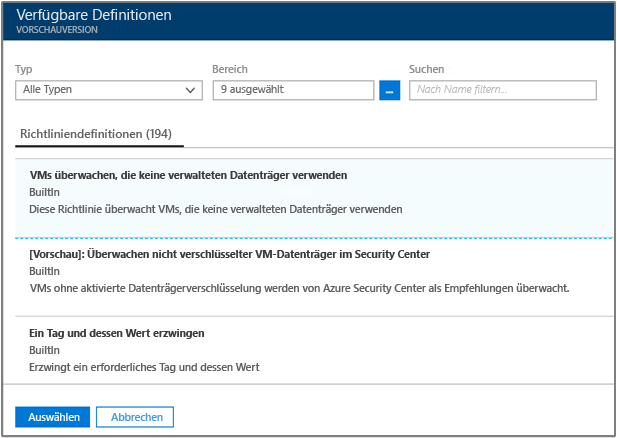 Verfügbare Definitionen
VORSCHAUVERSION
Typ Bereich Suchen
Alle Typen 9 ausgewählt ... Nach Name filtern...
Richtliniendefinitionen (194)
VMs überwachen, die keine verwalteten Datenträger verwenden
BuiltIn
Diese Richtlinie überwacht VMs, die keine verwalteten Datenträger verwenden
[Vorschau]: Überwachen nicht verschlüsselter VM-Datenträger im Security Center
BuiltIn
VMs ohne aktivierte Datenträgerverschlüsselung werden von Azure Security Center als Empfehlungen überwacht.
Ein Tag und dessen Wert erzwingen
BuiltIn
Erzwingt ein erforderliches Tag und dessen Wert
Auswählen Abbrechen